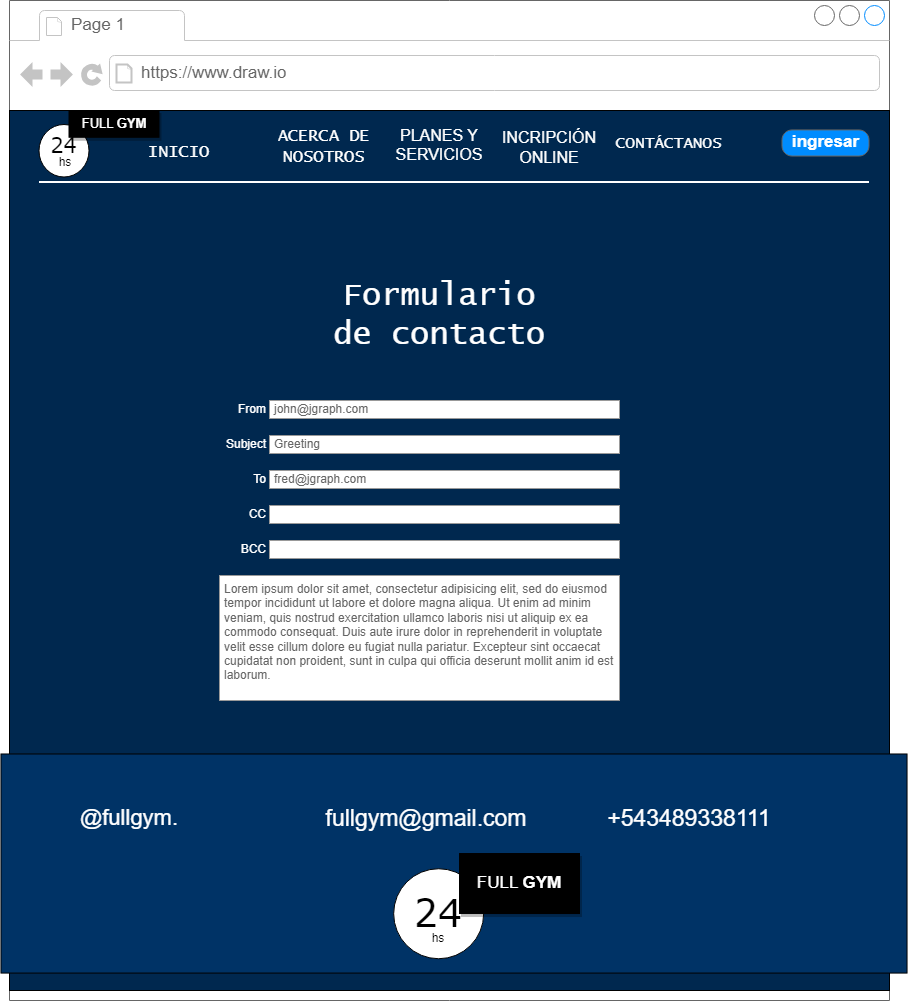 Page 1
https://www.draw.io
FULL GYM
24
hs
INICIO
ACERCA DE
NOSOTROS
PLANES Y
SERVICIOS
INCRIPCIÓN
ONLINE
CONTÁCTANOS
ingresar
Formulario
de contacto
From john@jgraph.com
Subject Greeting
To fred@jgraph.com
CC
BCC
Lorem ipsum dolor sit amet, consectetur adipisicing elit, sed do eiusmod
tempor incididunt ut labore et dolore magna aliqua. Ut enim ad minim
veniam, quis nostrud exercitation ullamco laboris nisi ut aliquip ex ea
commodo consequat. Duis aute irure dolor in reprehenderit in voluptate
velit esse cillum dolore eu fugiat nulla pariatur. Excepteur sint occaecat
cupidatat non proident, sunt in culpa qui officia deserunt mollit anim id est
laborum.
@fullgym.
fullgym@gmail.com
+543489338111
FULL GYM
24
hs